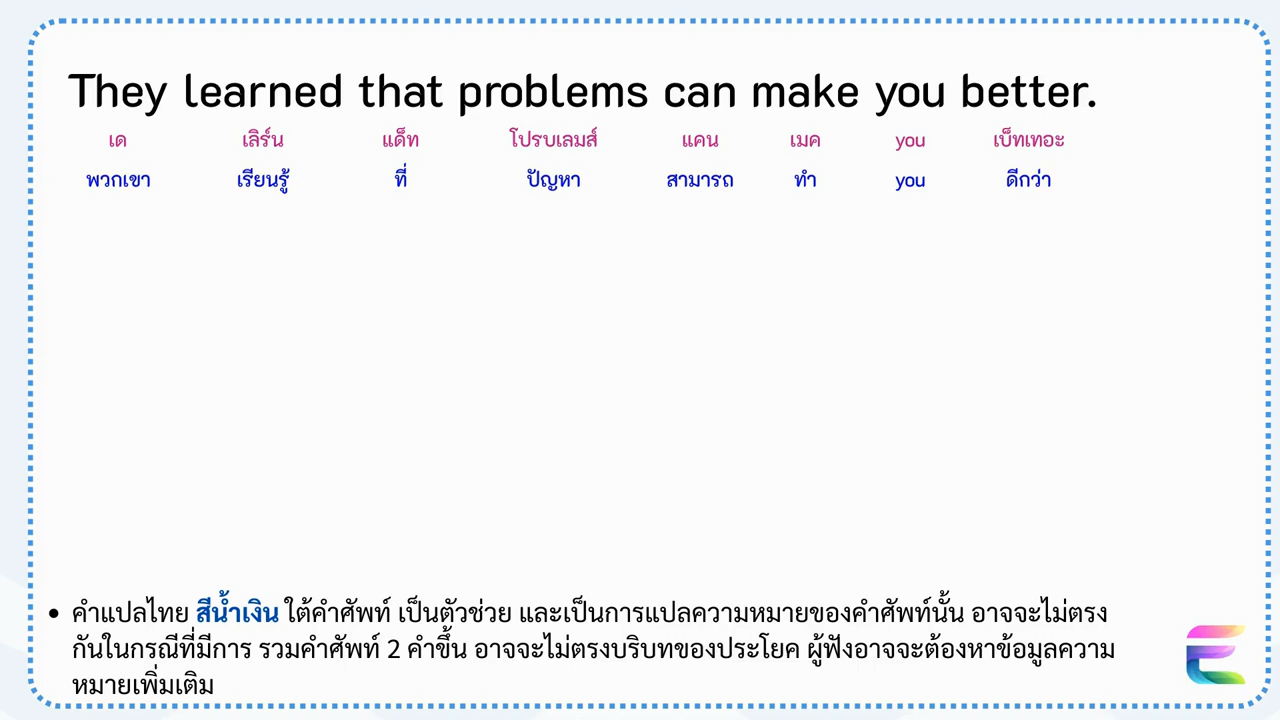 They learned that problems can make you better.
เด เลิร์น แด็ท โปรบเลมส์ แคน เมค you เบ็ทเทอะ
พวกเขา เรียนรู้ ที่ ปัญหา สามารถ ทำ you ดีกว่า
• คำแปลไทย สีน้ำเงิน ใต้คำศัพท์ เป็นตัวช่วย และเป็นการแปลความหมายของคำศัพท์นั้น อาจจะไม่ตรง
กันในกรณีที่มีการ รวมคำศัพท์ 2 คำขึ้น อาจจะไม่ตรงบริบทของประโยค ผู้ฟังอาจจะต้องหาข้อมูลความ
หมายเพิ่มเติม